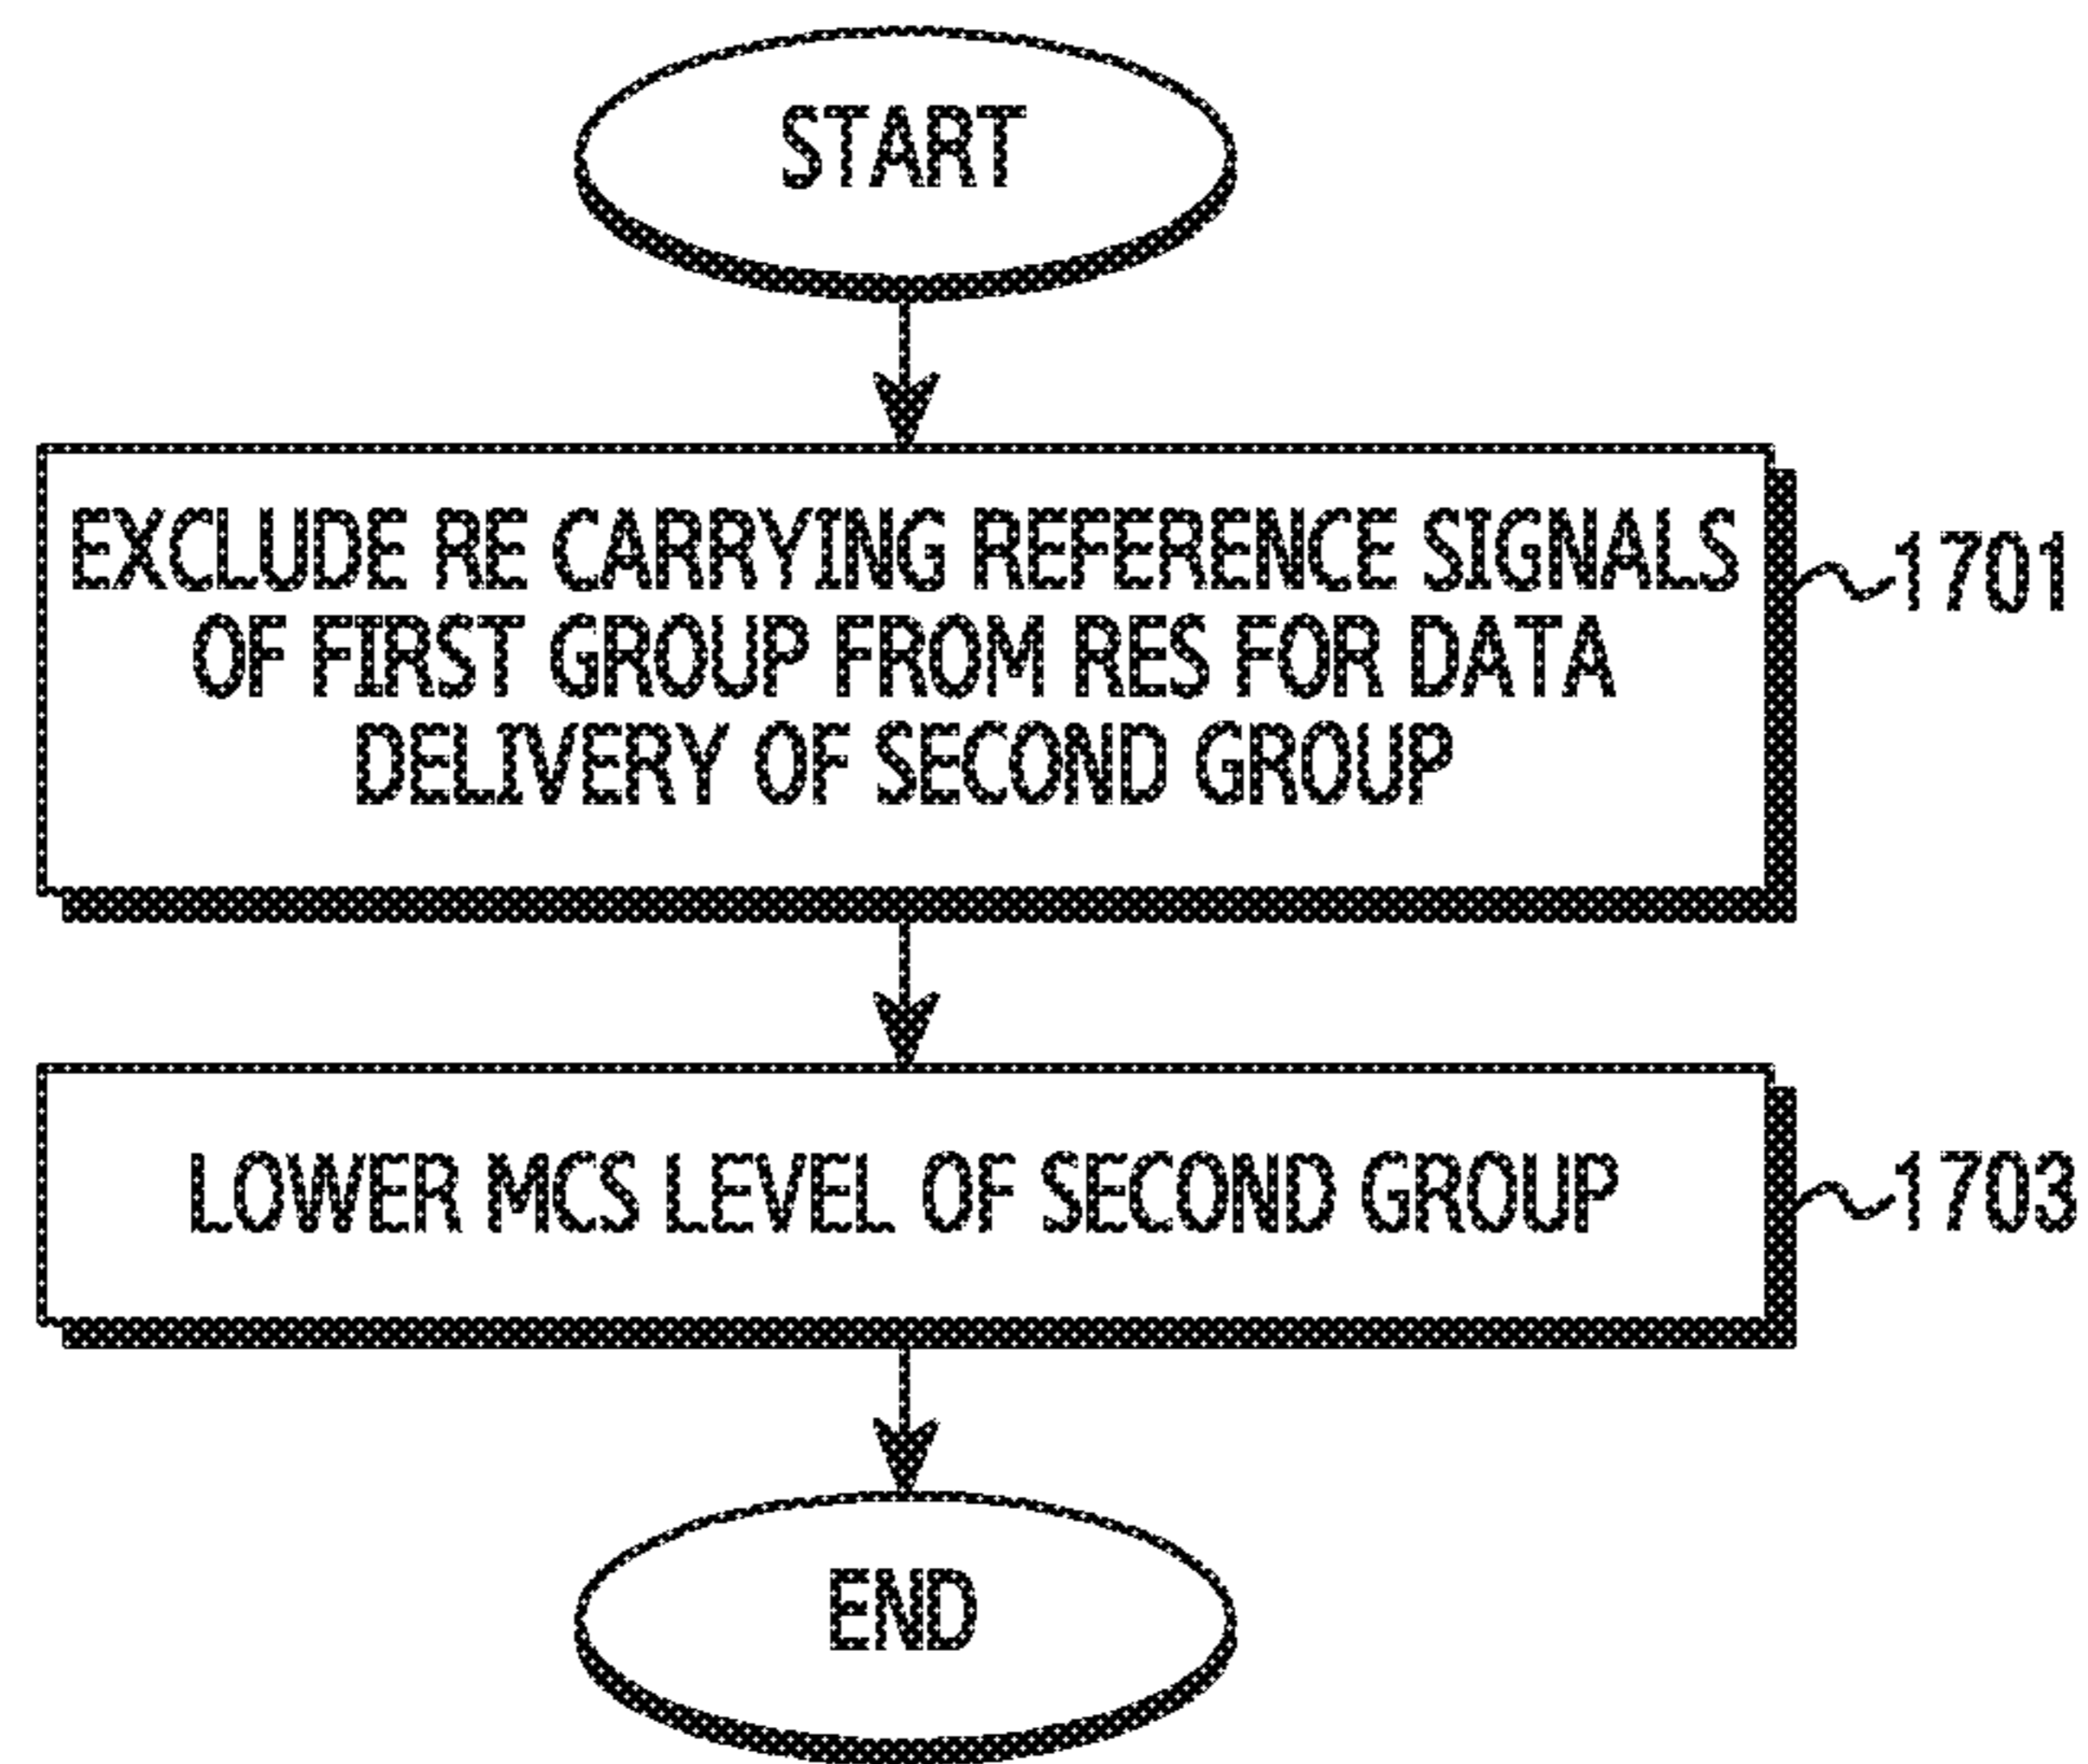 START
EXCLUDE RE CARRYING REFERENCE SIGNALS
OF FIRST GROUP FROM RES FOR DATA
DELIVERY OF SECOND GROUP
1701
LOWER MCS LEVEL OF SECOND GROUP
1703
END